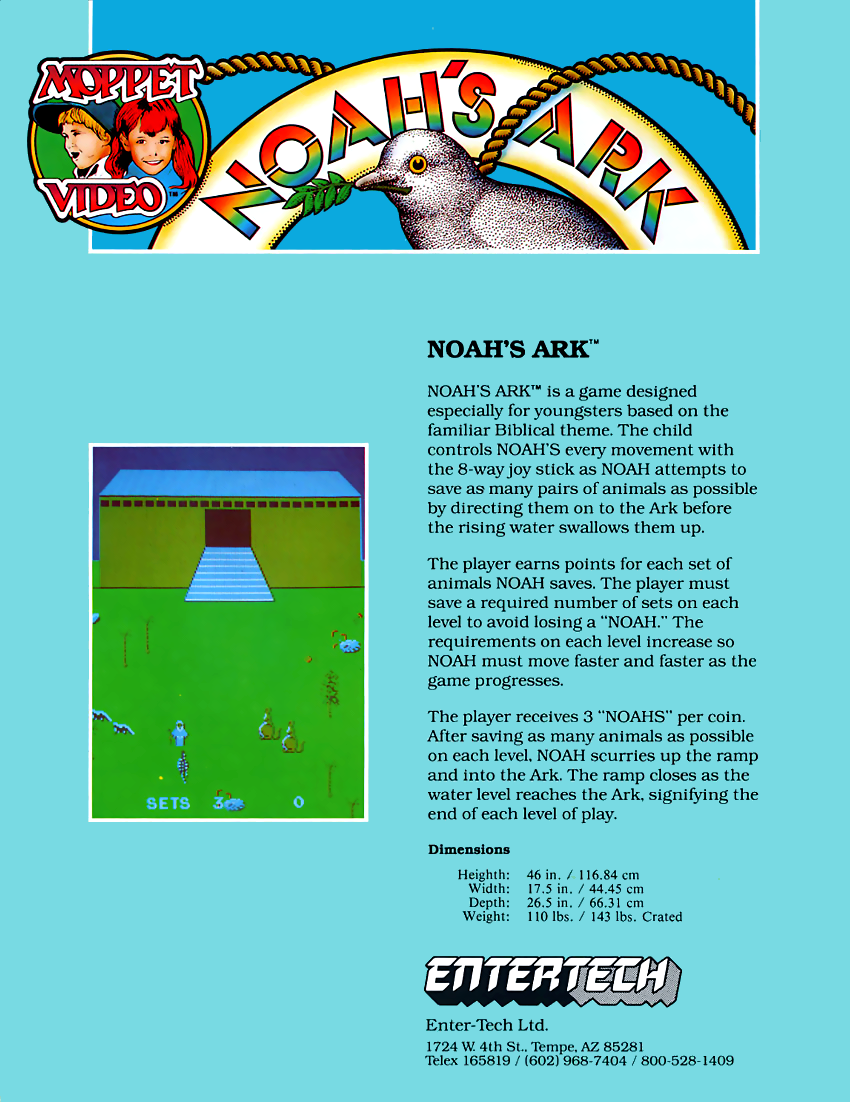 MOPPET
VIDEO™
NOAH'S ARK
NOAH'S ARK™
NOAH'S ARK™ is a game designed
especially for youngsters based on the
familiar Biblical theme. The child
controls NOAH'S every movement with
the 8-way joy stick as NOAH attempts to
save as many pairs of animals as possible
by directing them on to the Ark before
the rising water swallows them up.
The player earns points for each set of
animals NOAH saves. The player must
save a required number of sets on each
level to avoid losing a "NOAH." The
requirements on each level increase so
NOAH must move faster and faster as the
game progresses.
The player receives 3 "NOAHS" per coin.
After saving as many animals as possible
on each level, NOAH scurries up the ramp
and into the Ark. The ramp closes as the
water level reaches the Ark, signifying the
end of each level of play.
SETS 3 0
Dimensions
Heighth: 46 in. / 116.84 cm
Width: 17.5 in. / 44.45 cm
Depth: 26.5 in. / 66.31 cm
Weight: 110 lbs. / 143 lbs. Crated
ENTERTECH
Enter-Tech Ltd.
1724 W. 4th St., Tempe, AZ 85281
Telex 165819 / (602) 968-7404 / 800-528-1409